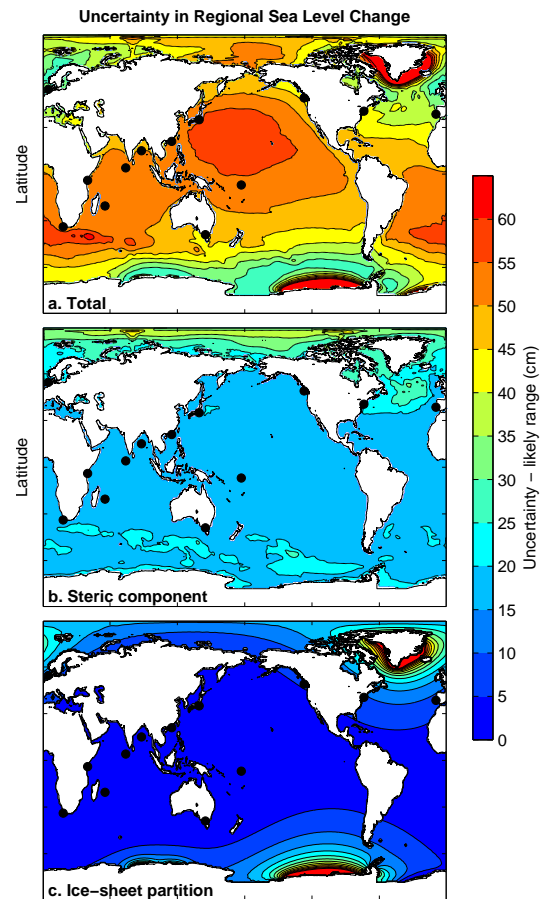 Uncertainty in Regional Sea Level Change
Latitude
a. Total
Latitude
b. Steric component
c. Ice−sheet partition
60
55
50
45
40
35
30
25
20
15
10
5
0
Uncertainty − likely range (cm)